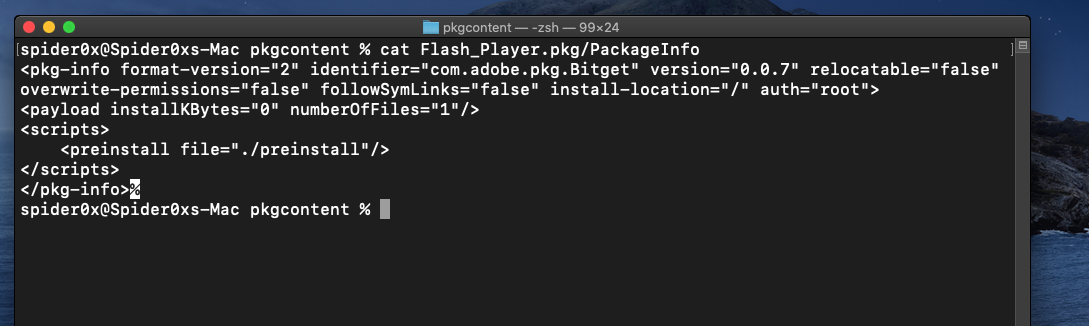 pkgcontent — -zsh — 99×24
[spider0x@Spider0xs-Mac pkgcontent % cat Flash_Player.pkg/PackageInfo ]
<pkg-info format-version="2" identifier="com.adobe.pkg.Bitget" version="0.0.7" relocatable="false"
overwrite-permissions="false" followSymLinks="false" install-location="/" auth="root">
<payload installKBytes="0" numberOfFiles="1"/>
<scripts>
    <preinstall file="./preinstall"/>
</scripts>
</pkg-info>%
spider0x@Spider0xs-Mac pkgcontent %